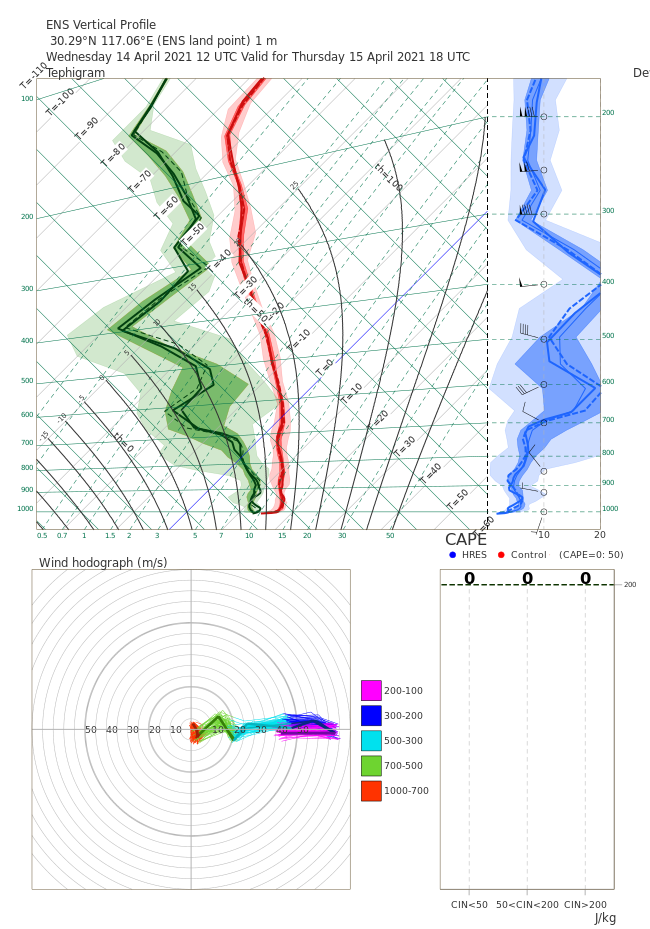 ENS Vertical Profile
30.29°N 117.06°E (ENS land point) 1 m
Wednesday 14 April 2021 12 UTC Valid for Thursday 15 April 2021 18 UTC
Tephigram
De
T=-110
T=-100
T=-90
T=-80
T=-70
T=-60
T=-50
T=-40
T=-30
T=-20
T=-10
T=0
T=10
T=20
T=30
T=40
T=50
T=60
th=100
th=50
th=0
25
20
15
10
5
0
-5
-10
-15
100
200
300
400
500
600
700
800
900
1000
0.5 0.7 1 1.5 2 3 5 7 10 15 20 30 50
200
300
400
500
600
700
800
900
1000
10 20
CAPE
HRES Control (CAPE=0: 50)
0 0 0
200
CIN<50 50<CIN<200 CIN>200
J/kg
Wind hodograph (m/s)
50 40 30 20 10 10 20 30 40 50
200-100
300-200
500-300
700-500
1000-700